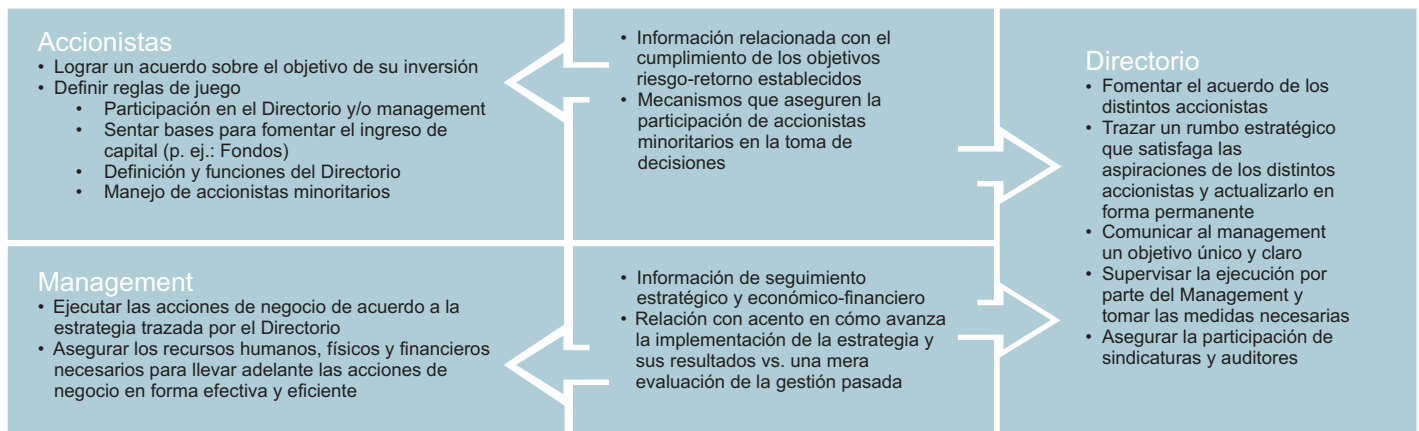 Accionistas
• Lograr un acuerdo sobre el objetivo de su inversión
• Definir reglas de juego
• Participación en el Directorio y/o management
• Sentar bases para fomentar el ingreso de
capital (p. ej.: Fondos)
• Definición y funciones del Directorio
• Manejo de accionistas minoritarios
• Información relacionada con el
cumplimiento de los objetivos
riesgo-retorno establecidos
• Mecanismos que aseguren la
participación de accionistas
minoritarios en la toma de
decisiones
Management
• Ejecutar las acciones de negocio de acuerdo a la
estrategia trazada por el Directorio
• Asegurar los recursos humanos, físicos y financieros
necesarios para llevar adelante las acciones de
negocio en forma efectiva y eficiente
• Información de seguimiento
estratégico y económico-financiero
• Relación con acento en cómo avanza
la implementación de la estrategia y
sus resultados vs. una mera
evaluación de la gestión pasada
Directorio
• Fomentar el acuerdo de los
distintos accionistas
• Trazar un rumbo estratégico
que satisfaga las
aspiraciones de los distintos
accionistas y actualizarlo en
forma permanente
• Comunicar al management
un objetivo único y claro
• Supervisar la ejecución por
parte del Management y
tomar las medidas necesarias
• Asegurar la participación de
sindicaturas y auditores